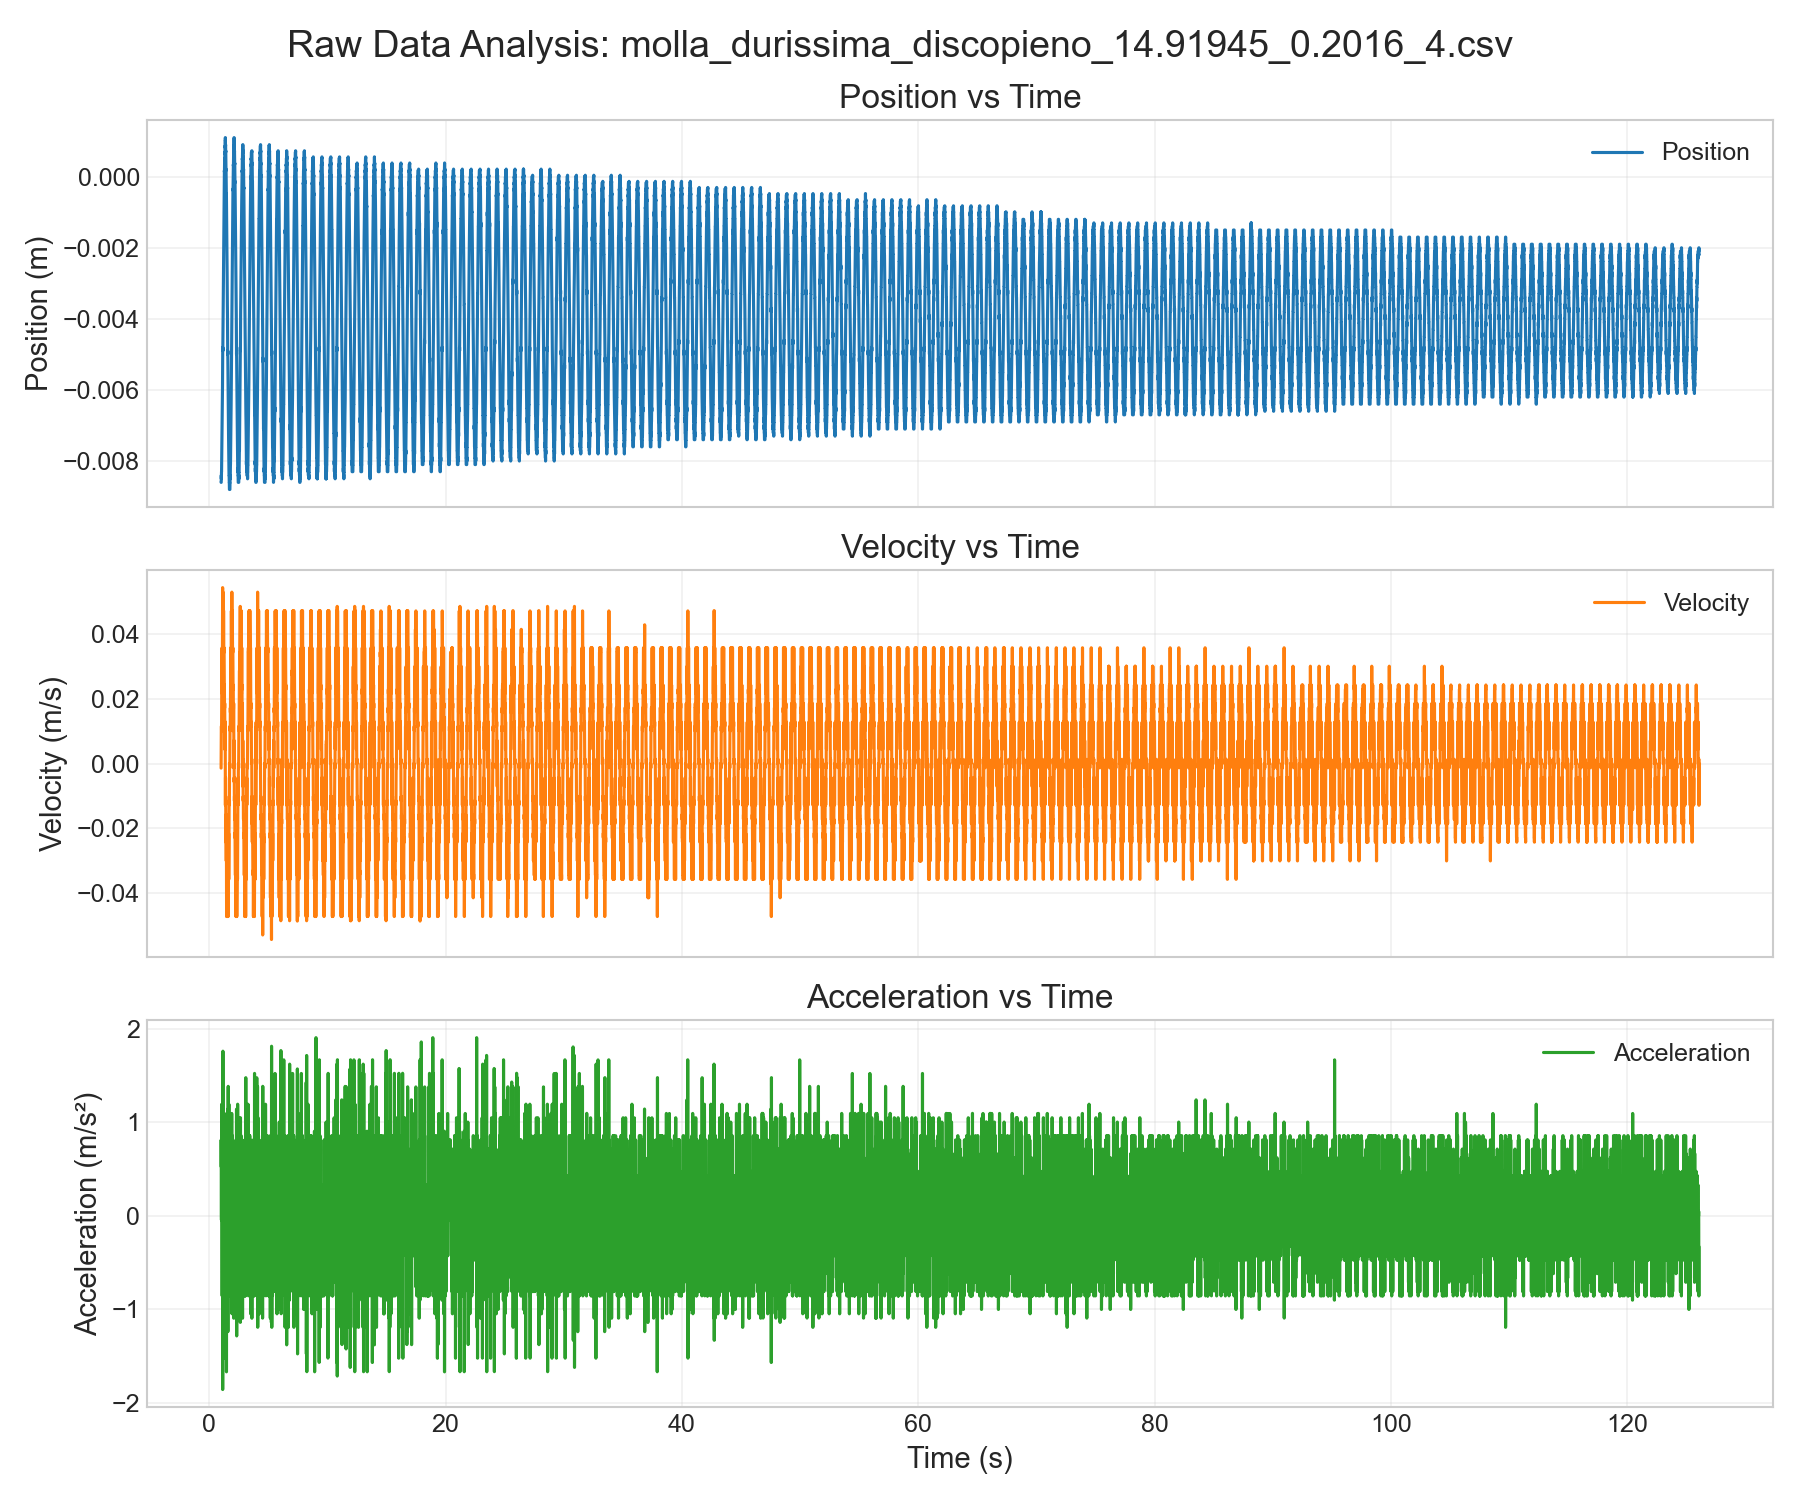 Raw Data Analysis: molla_durissima_discopieno_14.91945_0.2016_4.csv
Position vs Time
Position
0.000
−0.002
−0.004
−0.006
−0.008
Position (m)
Velocity vs Time
Velocity
0.04
0.02
0.00
−0.02
−0.04
Velocity (m/s)
Acceleration vs Time
Acceleration
2
1
0
−1
−2
Acceleration (m/s²)
0 20 40 60 80 100 120
Time (s)